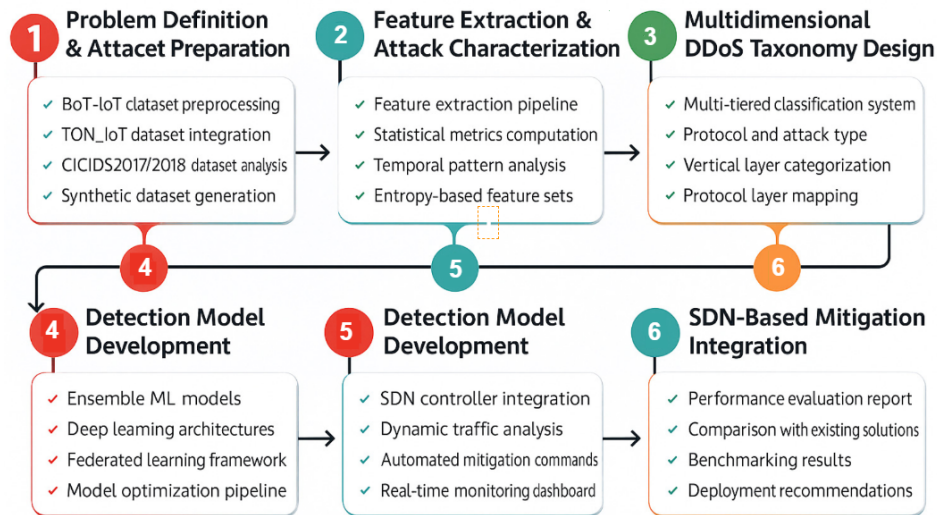 1
Problem Definition
& Attacet Preparation
BoT-IoT clataset preprocessing
TON_IoT dataset integration
CICIDS2017/2018 dataset analysis
Synthetic dataset generation
2
Feature Extraction &
Attack Characterization
Feature extraction pipeline
Statistical metrics computation
Temporal pattern analysis
Entropy-based feature sets
3
Multidimensional
DDoS Taxonomy Design
Multi-tiered classification system
Protocol and attack type
Vertical layer categorization
Protocol layer mapping
4
5
6
4
Detection Model
Development
Ensemble ML models
Deep learning architectures
Federated learning framework
Model optimization pipeline
5
Detection Model
Development
SDN controller integration
Dynamic traffic analysis
Automated mitigation commands
Real-time monitoring dashboard
6
SDN-Based Mitigation
Integration
Performance evaluation report
Comparison with existing solutions
Benchmarking results
Deployment recommendations